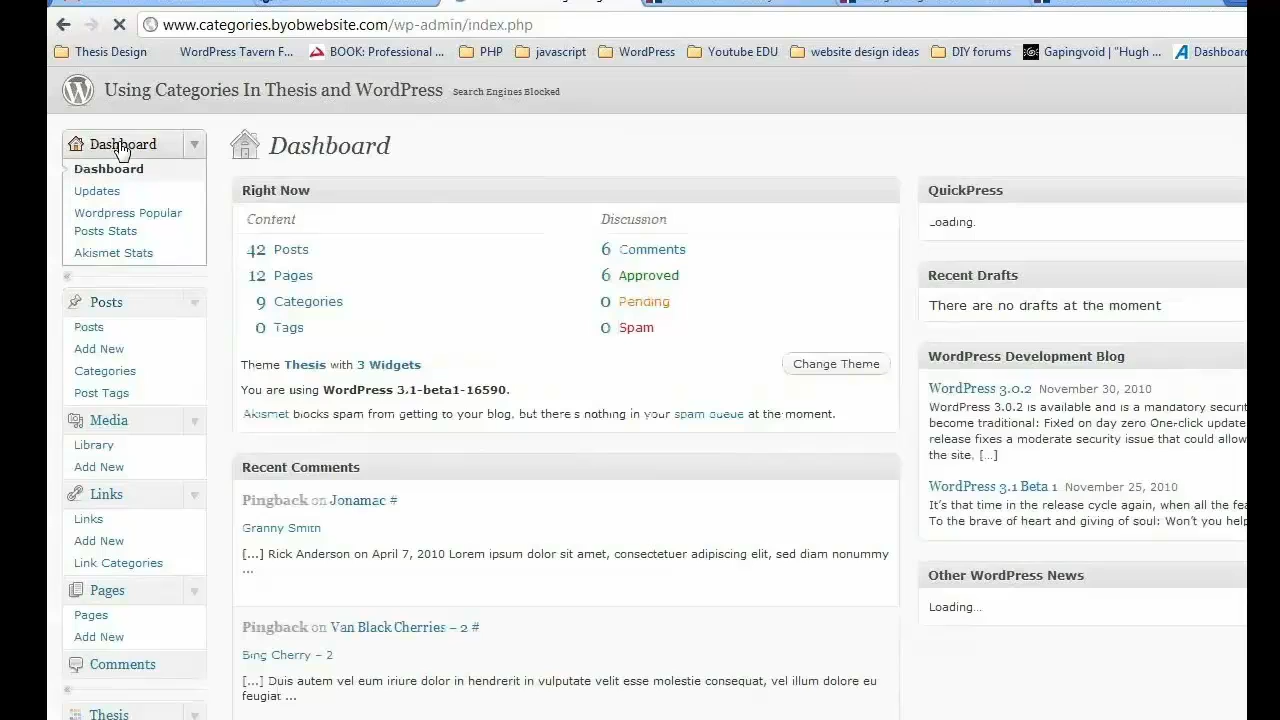 www.categories.byobwebsite.com/wp-admin/index.php
Thesis Design WordPress Tavern F... BOOK: Professional ... PHP javascript WordPress Youtube EDU website design ideas DIY forums Gapingvoid | "Hugh ... Dashboar
Using Categories In Thesis and WordPress Search Engines Blocked
Dashboard
Dashboard
Updates
Wordpress Popular
Posts Stats
Akismet Stats
Posts
Posts
Add New
Categories
Post Tags
Media
Library
Add New
Links
Links
Add New
Link Categories
Pages
Pages
Add New
Comments
Thesis
Dashboard
Right Now
Content Discussion
42 Posts 6 Comments
12 Pages 6 Approved
9 Categories 0 Pending
0 Tags 0 Spam
Theme Thesis with 3 Widgets Change Theme
You are using WordPress 3.1-beta1-16590.
Akismet blocks spam from getting to your blog, but there's nothing in your spam queue at the moment.
Recent Comments
Pingback on Jonamac #
Granny Smith
[...] Rick Anderson on April 7, 2010 Lorem ipsum dolor sit amet, consectetuer adipiscing elit, sed diam nonummy
...
Pingback on Van Black Cherries – 2 #
Bing Cherry – 2
[...] Duis autem vel eum iriure dolor in hendrerit in vulputate velit esse molestie consequat, vel illum dolore eu
feugiat ...
QuickPress
Loading.
Recent Drafts
There are no drafts at the moment
WordPress Development Blog
WordPress 3.0.2 November 30, 2010
WordPress 3.0.2 is available and is a mandatory securit
become traditional: Fixed on day zero One-click update
release fixes a moderate security issue that could allow
the site. [...]
WordPress 3.1 Beta 1 November 25, 2010
It's that time in the release cycle again, when all the fea
To the brave of heart and giving of soul: Won't you help
Other WordPress News
Loading...